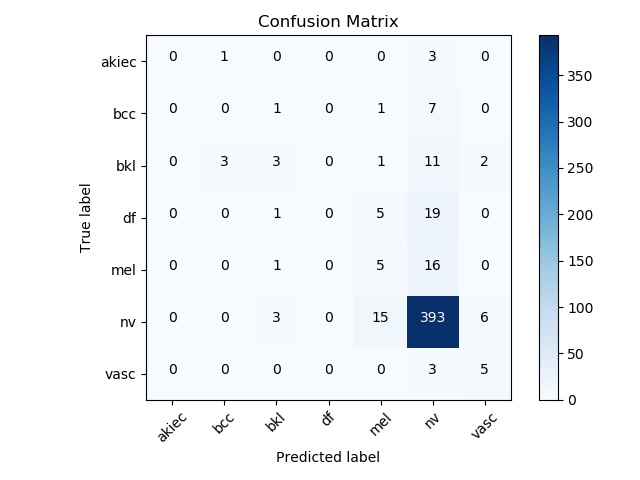 Confusion Matrix
akiec 0 1 0 0 0 3 0
bcc 0 0 1 0 1 7 0
bkl 0 3 3 0 1 11 2
df 0 0 1 0 5 19 0
mel 0 0 1 0 5 16 0
nv 0 0 3 0 15 393 6
vasc 0 0 0 0 0 3 5
akiec bcc bkl df mel nv vasc
Predicted label
True label
350
300
250
200
150
100
50
0